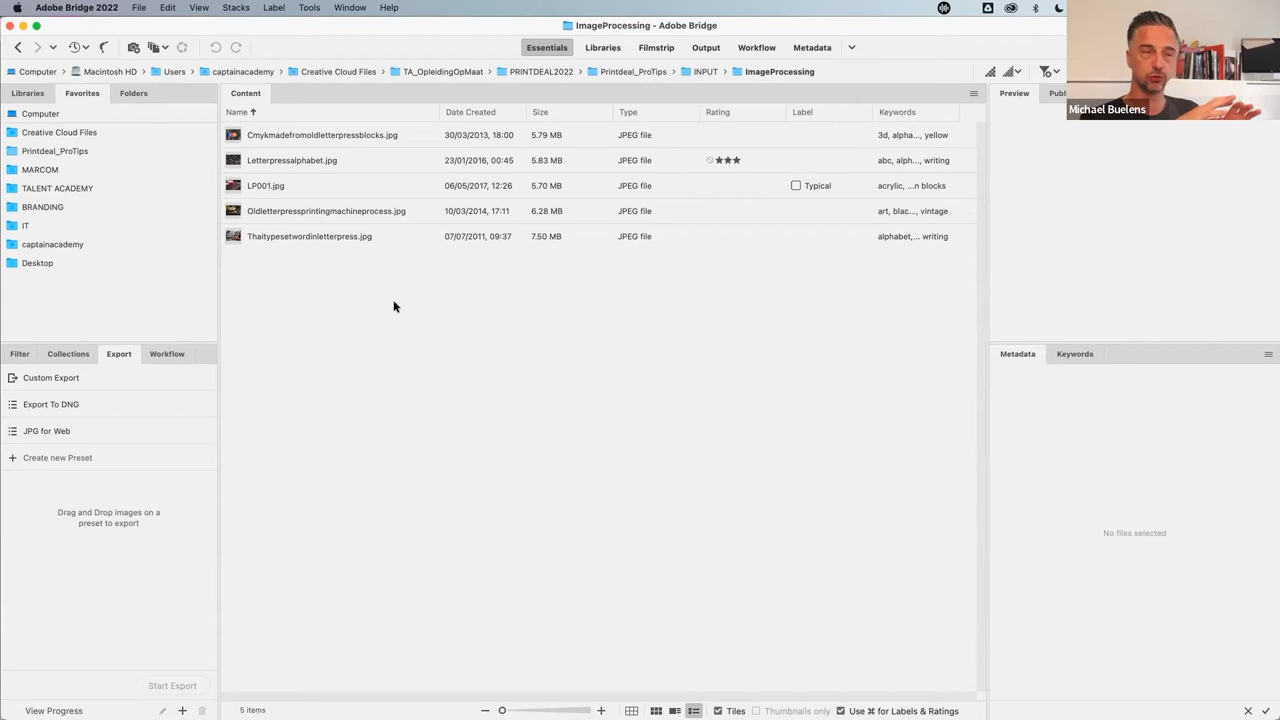 Adobe Bridge 2022 File Edit View Stacks Label Tools Window Help
ImageProcessing - Adobe Bridge
Essentials Libraries Filmstrip Output Workflow Metadata
Computer Macintosh HD Users captainacademy Creative Cloud Files TA_OpleidingOpMaat PRINTDEAL2022 Printdeal_ProTips INPUT ImageProcessing
Michael Buelens
Libraries Favorites Folders
Content
Preview
Name Date Created Size Type Rating Label Keywords
Computer
Creative Cloud Files
Printdeal_ProTips
MARCOM
TALENT ACADEMY
BRANDING
IT
captainacademy
Desktop
Cmykmadefromoldletterpressblocks.jpg 30/03/2013, 18:00 5.79 MB JPEG file 3d, alpha... yellow
Letterpressalphabet.jpg 23/01/2016, 00:45 5.83 MB JPEG file ★★★ abc, alph... writing
LP001.jpg 06/05/2017, 12:26 5.70 MB JPEG file Typical acrylic, ...n blocks
Oldletterpressprintingmachineprocess.jpg 10/03/2014, 17:11 6.28 MB JPEG file art, blac... vintage
Thaitypesetwordinletterpress.jpg 07/07/2011, 09:37 7.50 MB JPEG file alphabet,... writing
Filter Collections Export Workflow
Custom Export
Export To DNG
JPG for Web
Create new Preset
Drag and Drop images on a
preset to export
Start Export
View Progress
Metadata Keywords
No files selected
5 items
Tiles Thumbnails only Use ⌘ for Labels & Ratings